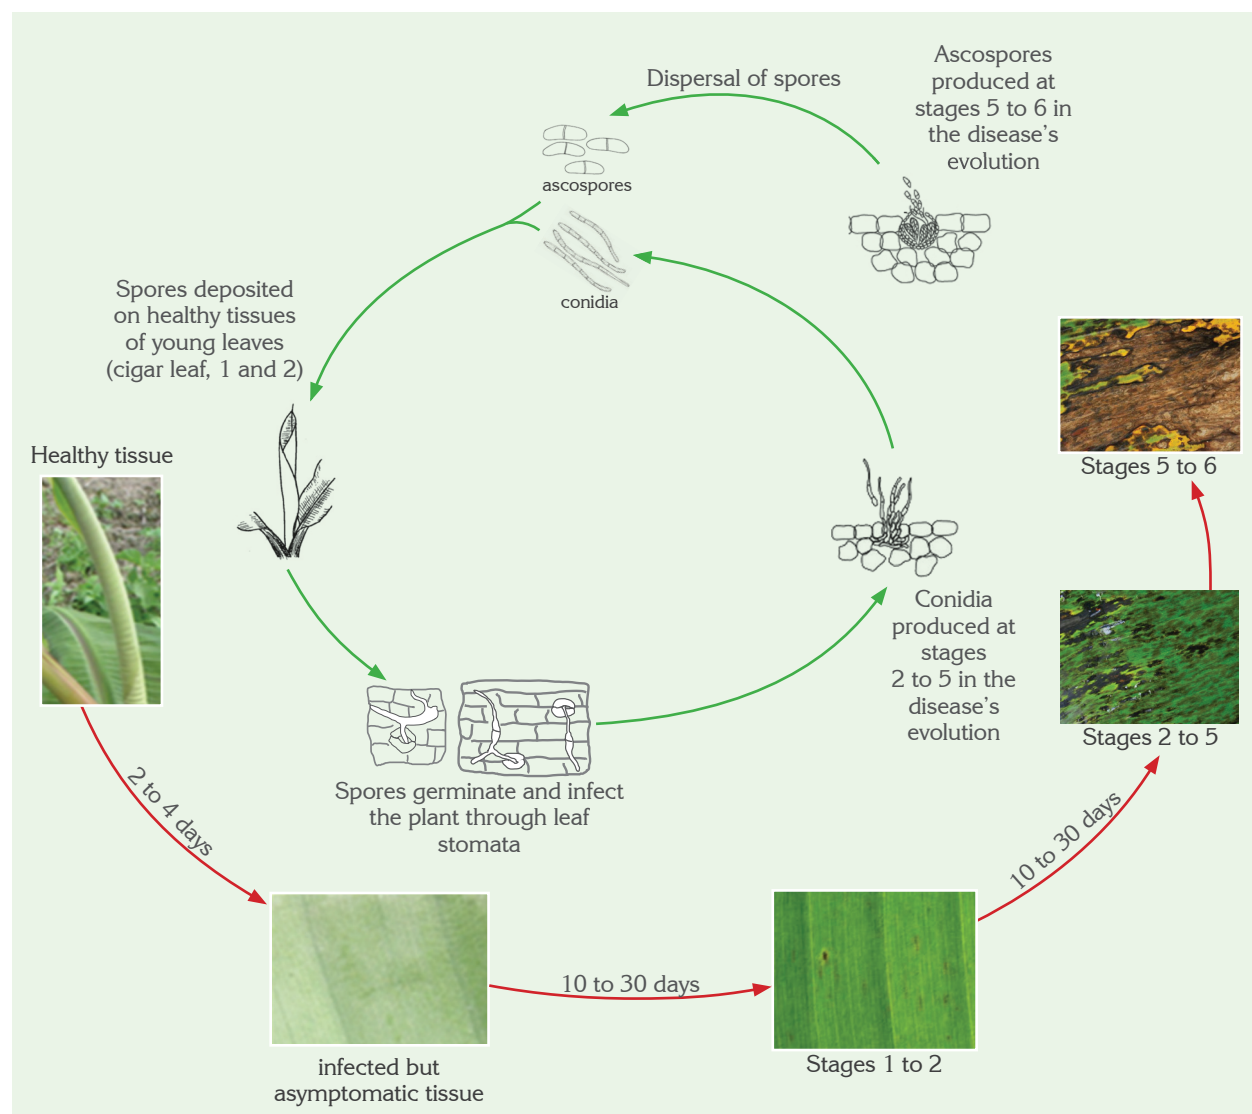 Dispersal of spores
Ascospores
produced at
stages 5 to 6 in
the disease's
evolution
ascospores
conidia
Spores deposited
on healthy tissues
of young leaves
(cigar leaf, 1 and 2)
Healthy tissue
Stages 5 to 6
Conidia
produced at
stages
2 to 5 in the
disease's
evolution
Stages 2 to 5
Spores germinate and infect
the plant through leaf
stomata
2 to 4 days
10 to 30 days
10 to 30 days
infected but
asymptomatic tissue
Stages 1 to 2